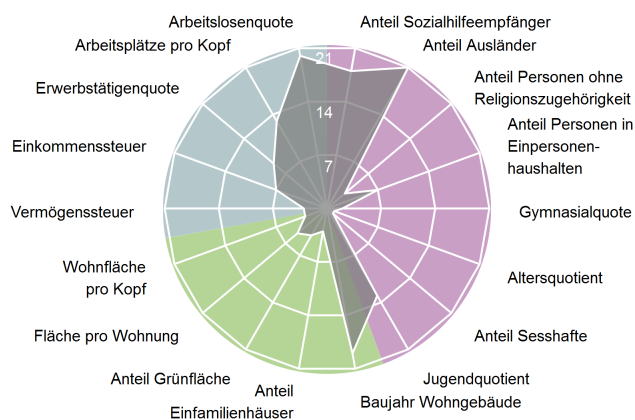 Arbeitslosenquote
Anteil Sozialhilfeempfänger
Arbeitsplätze pro Kopf
Anteil Ausländer
21
Erwerbstätigenquote
Anteil Personen ohne
Religionszugehörigkeit
14
Einkommenssteuer
Anteil Personen in
Einpersonen-
haushalten
7
Vermögenssteuer
Gymnasialquote
Wohnfläche
pro Kopf
Altersquotient
Fläche pro Wohnung
Anteil Sesshafte
Anteil Grünfläche
Jugendquotient
Anteil
Einfamilienhäuser
Baujahr Wohngebäude